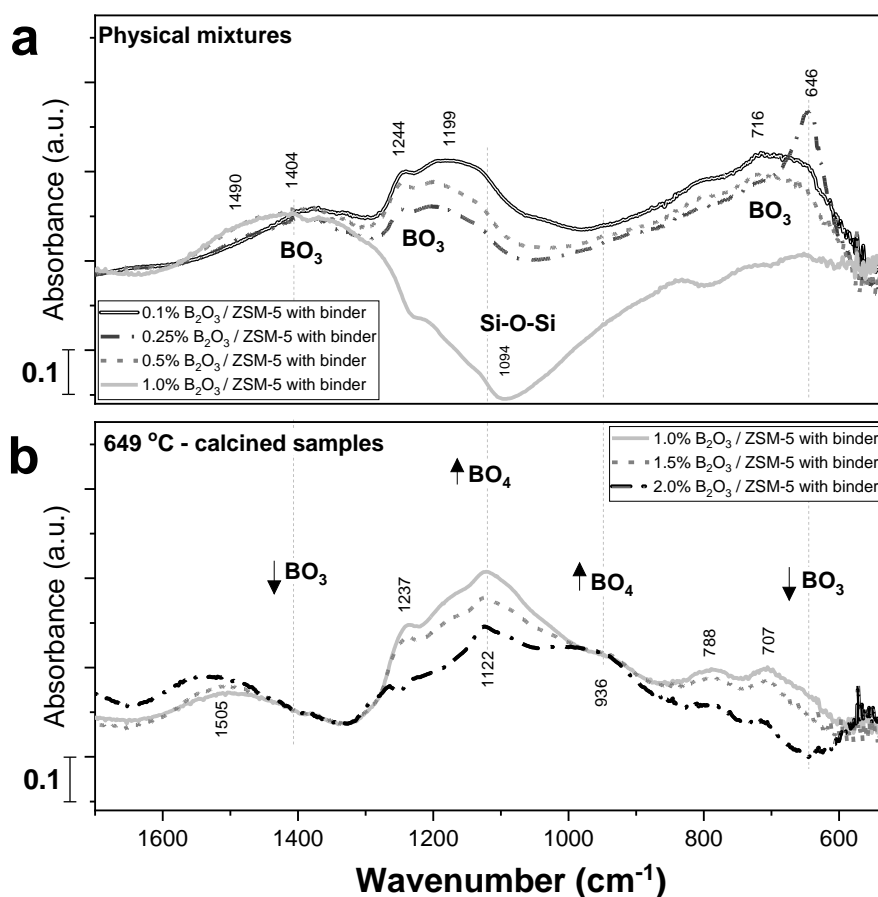 a
Physical mixtures
Absorbance (a.u.)
0.1
1490
1404
1244
1199
716
646
BO₃
BO₃
BO₃
Si-O-Si
1094
0.1% B₂O₃ / ZSM-5 with binder
0.25% B₂O₃ / ZSM-5 with binder
0.5% B₂O₃ / ZSM-5 with binder
1.0% B₂O₃ / ZSM-5 with binder
b
649 °C - calcined samples
Absorbance (a.u.)
0.1
1.0% B₂O₃ / ZSM-5 with binder
1.5% B₂O₃ / ZSM-5 with binder
2.0% B₂O₃ / ZSM-5 with binder
↑ BO₄
↓ BO₃
↑ BO₄
↓ BO₃
1505
1237
1122
936
788
707
1600 1400 1200 1000 800 600
Wavenumber (cm⁻¹)